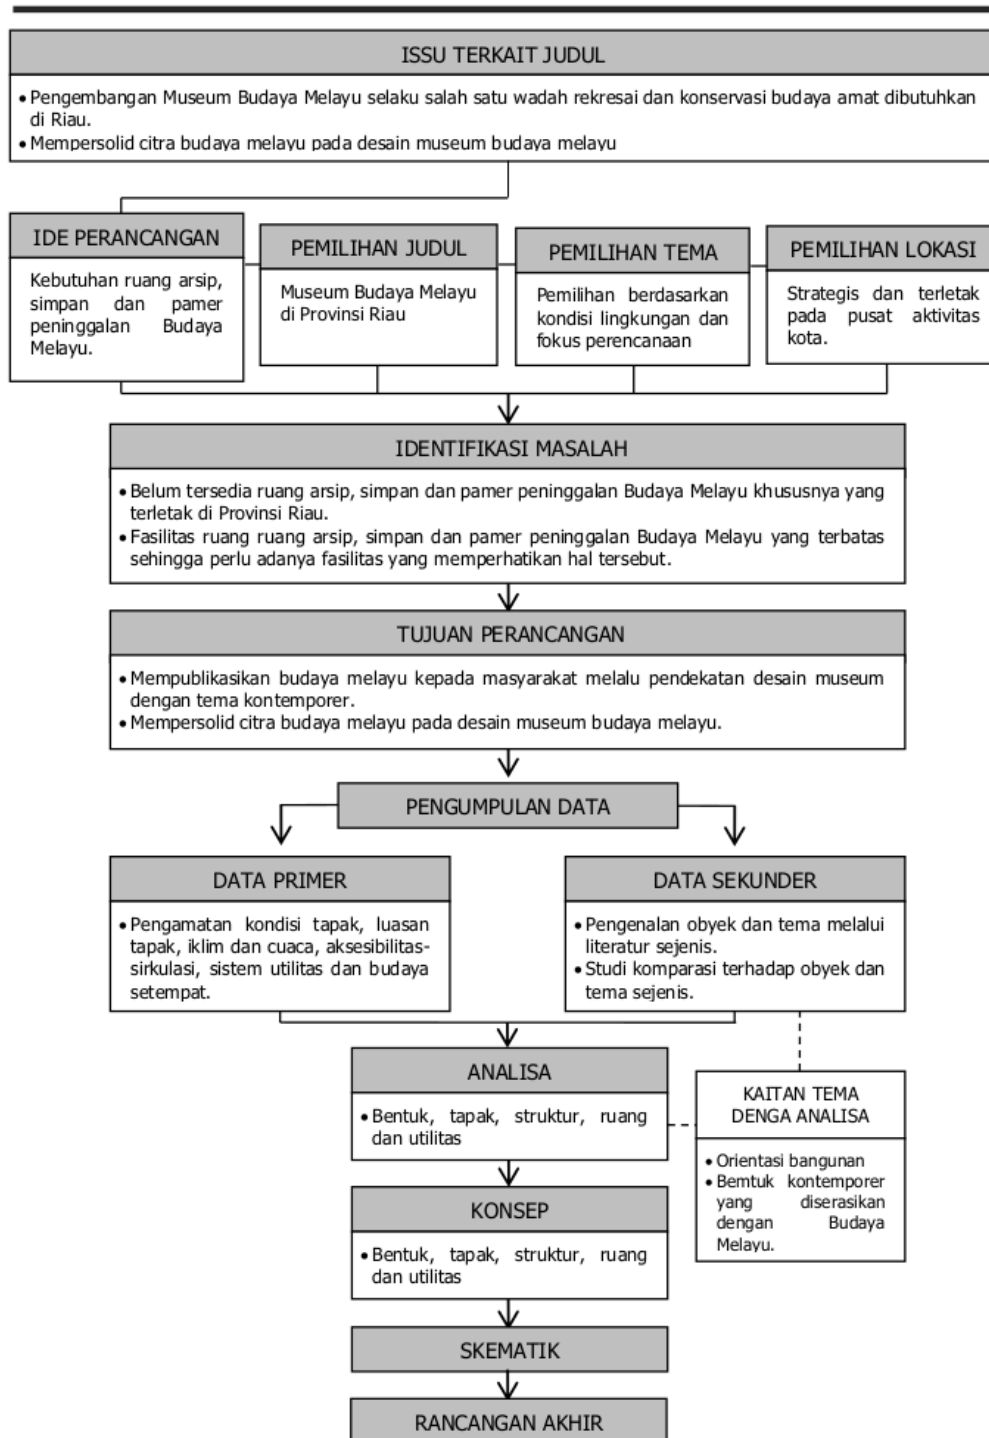 ISSU TERKAIT JUDUL
• Pengembangan Museum Budaya Melayu selaku salah satu wadah rekresai dan konservasi budaya amat dibutuhkan
di Riau.
• Mempersolid citra budaya melayu pada desain museum budaya melayu
IDE PERANCANGAN
Kebutuhan ruang arsip,
simpan dan pamer
peninggalan Budaya
Melayu.
PEMILIHAN JUDUL
Museum Budaya Melayu
di Provinsi Riau
PEMILIHAN TEMA
Pemilihan berdasarkan
kondisi lingkungan dan
fokus perencanaan
PEMILIHAN LOKASI
Strategis dan terletak
pada pusat aktivitas
kota.
IDENTIFIKASI MASALAH
• Belum tersedia ruang arsip, simpan dan pamer peninggalan Budaya Melayu khususnya yang
terletak di Provinsi Riau.
• Fasilitas ruang ruang arsip, simpan dan pamer peninggalan Budaya Melayu yang terbatas
sehingga perlu adanya fasilitas yang memperhatikan hal tersebut.
TUJUAN PERANCANGAN
• Mempublikasikan budaya melayu kepada masyarakat melalu pendekatan desain museum
dengan tema kontemporer.
• Mempersolid citra budaya melayu pada desain museum budaya melayu.
PENGUMPULAN DATA
DATA PRIMER
• Pengamatan kondisi tapak, luasan
tapak, iklim dan cuaca, aksesibilitas-
sirkulasi, sistem utilitas dan budaya
setempat.
DATA SEKUNDER
• Pengenalan obyek dan tema melalui
literatur sejenis.
• Studi komparasi terhadap obyek dan
tema sejenis.
ANALISA
• Bentuk, tapak, struktur, ruang
dan utilitas
KAITAN TEMA
DENGA ANALISA
• Orientasi bangunan
• Bemtuk kontemporer
yang diserasikan
dengan Budaya
Melayu.
KONSEP
• Bentuk, tapak, struktur, ruang
dan utilitas
SKEMATIK
RANCANGAN AKHIR